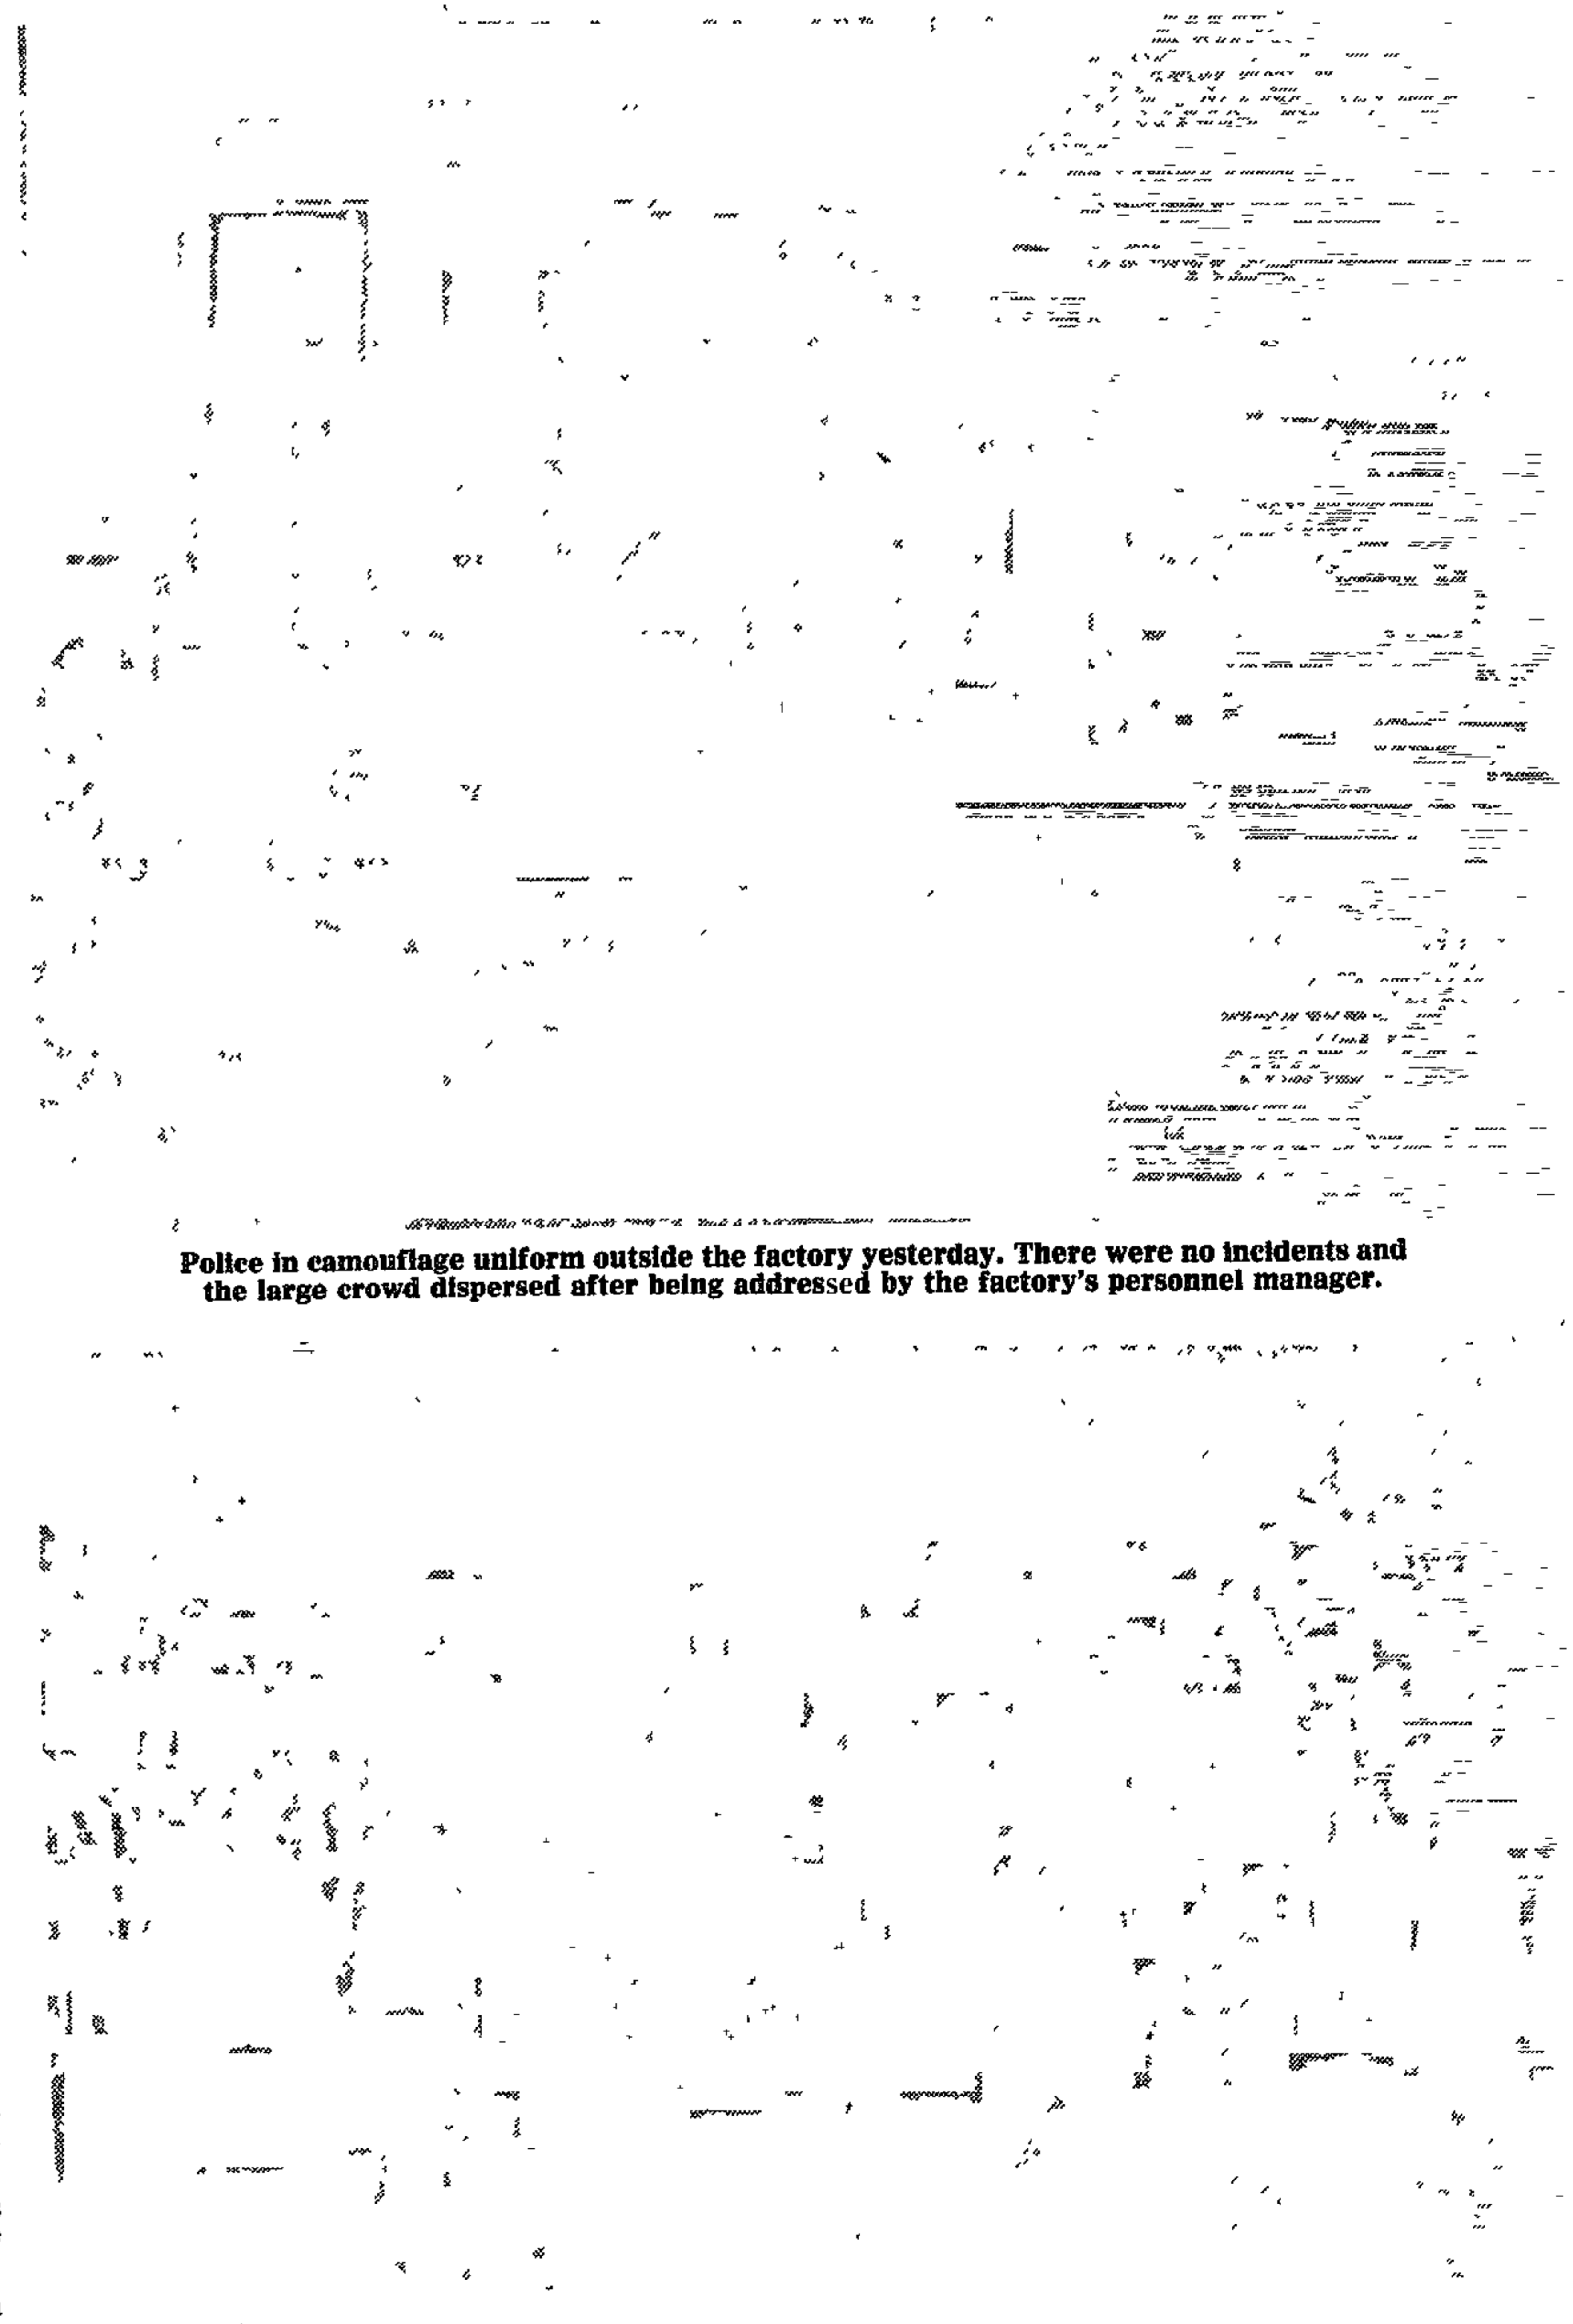 Police in camouflage uniform outside the factory yesterday. There were no incidents and
the large crowd dispersed after being addressed by the factory's personnel manager.